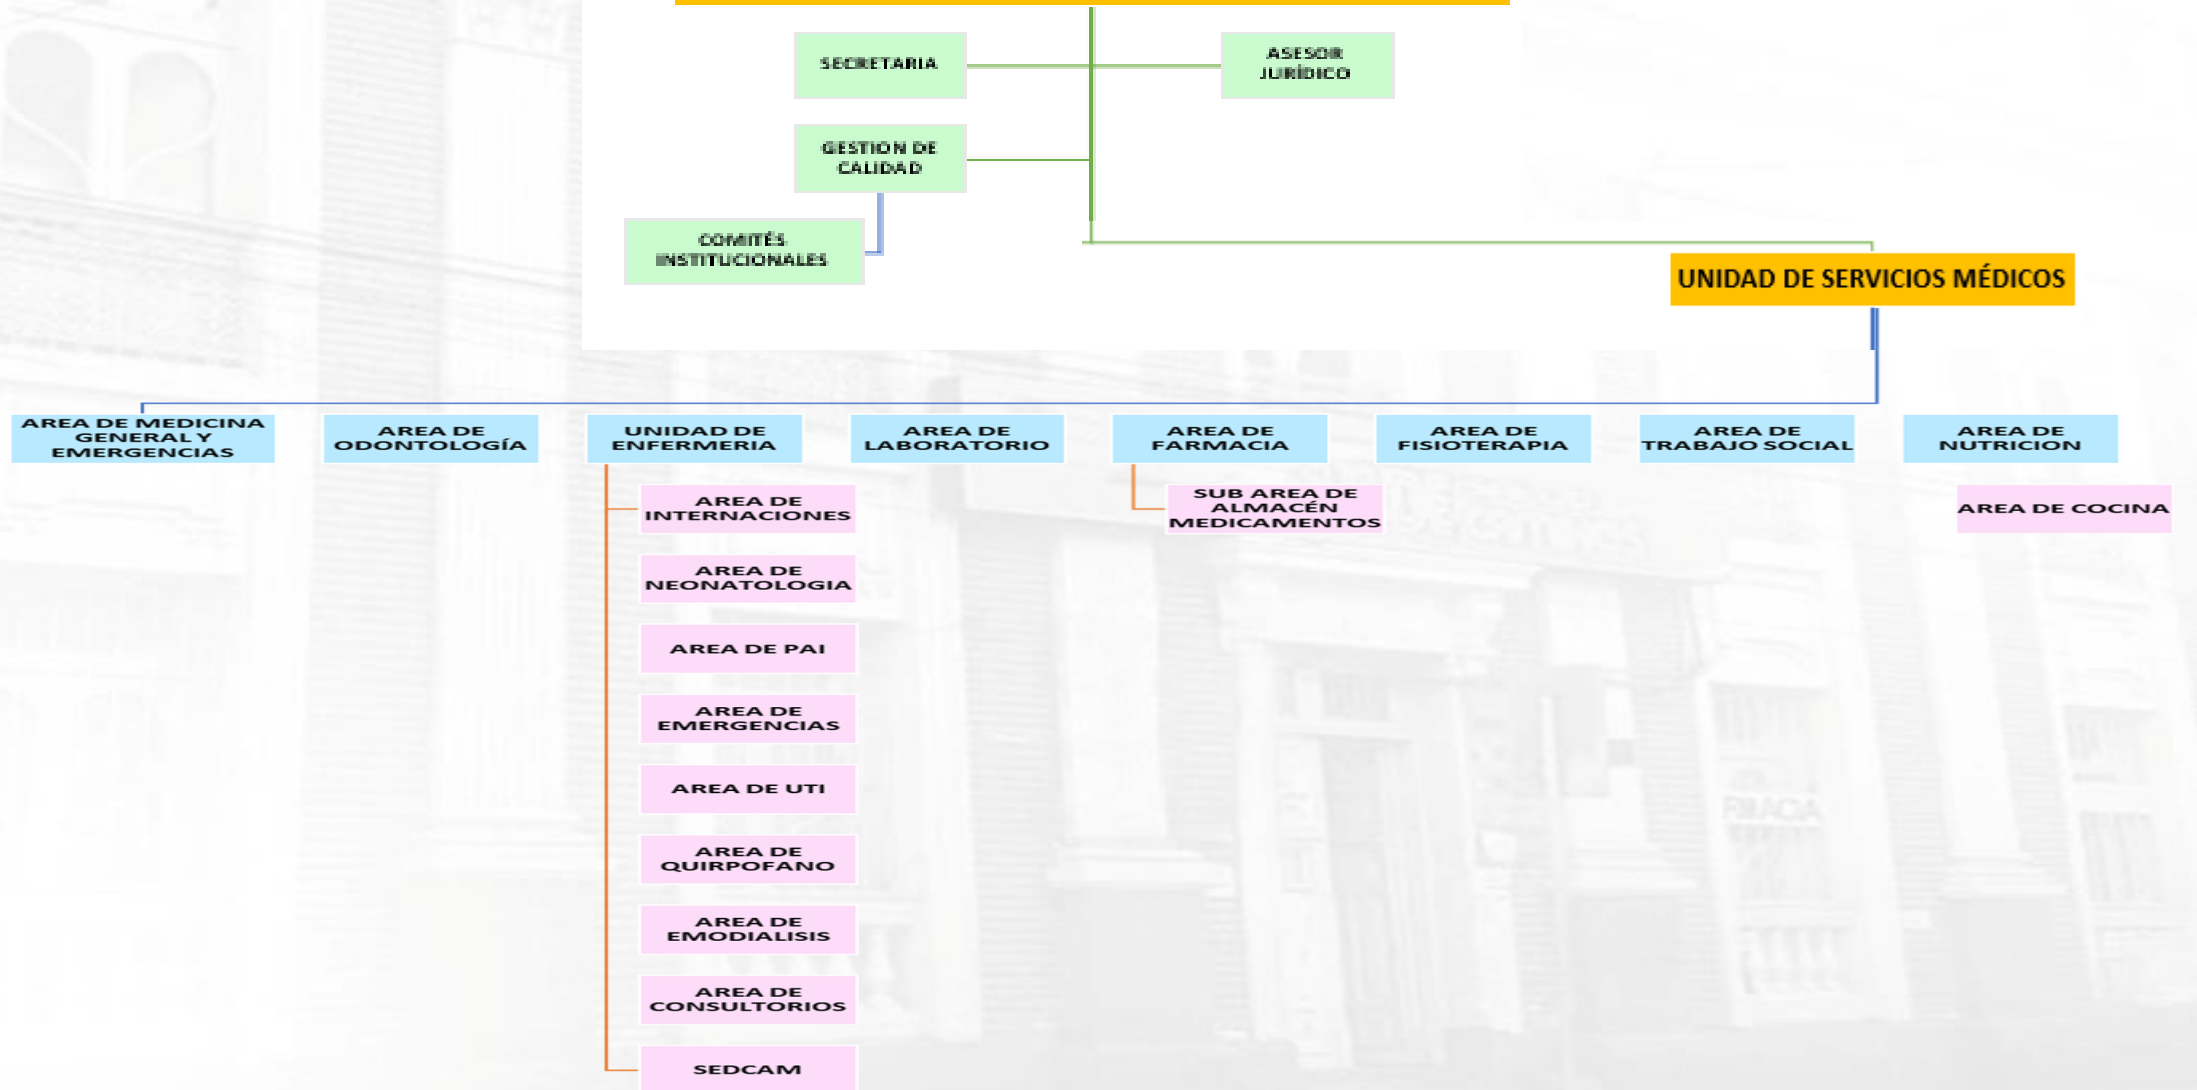 SECRETARIA
ASESOR
JURÍDICO
GESTION DE
CALIDAD
COMITÉS
INSTITUCIONALES
UNIDAD DE SERVICIOS MÉDICOS
AREA DE MEDICINA
GENERAL Y
EMERGENCIAS
AREA DE
ODONTOLOGÍA
UNIDAD DE
ENFERMERIA
AREA DE
LABORATORIO
AREA DE
FARMACIA
AREA DE
FISIOTERAPIA
AREA DE
TRABAJO SOCIAL
AREA DE
NUTRICION
AREA DE
INTERNACIONES
SUB AREA DE
ALMACÉN
MEDICAMENTOS
AREA DE COCINA
AREA DE
NEONATOLOGIA
AREA DE PAI
AREA DE
EMERGENCIAS
AREA DE UTI
AREA DE
QUIRPOFANO
AREA DE
EMODIALISIS
AREA DE
CONSULTORIOS
SEDCAM